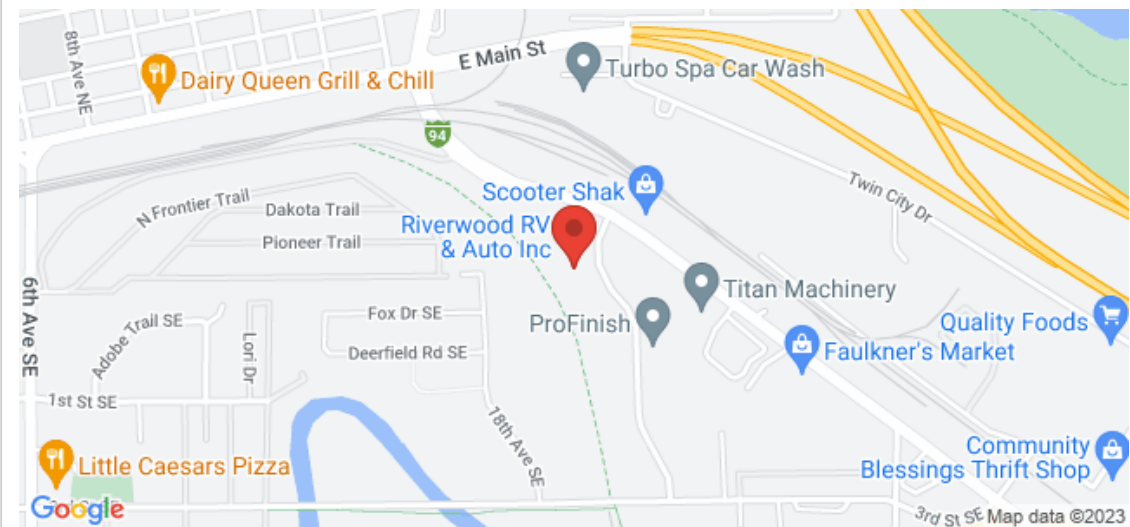 8th Ave NE
E Main St
Turbo Spa Car Wash
Dairy Queen Grill & Chill
94
Twin City Dr
Scooter Shak
N Frontier Trail
Dakota Trail
Riverwood RV
& Auto Inc
Pioneer Trail
6th Ave SE
Titan Machinery
Fox Dr SE
ProFinish
Quality Foods
Adobe Trail SE
Lori Dr
Deerfield Rd SE
Faulkner's Market
1st St SE
18th Ave SE
Community
Blessings Thrift Shop
Little Caesars Pizza
Google
3rd St SE
Map data ©2023